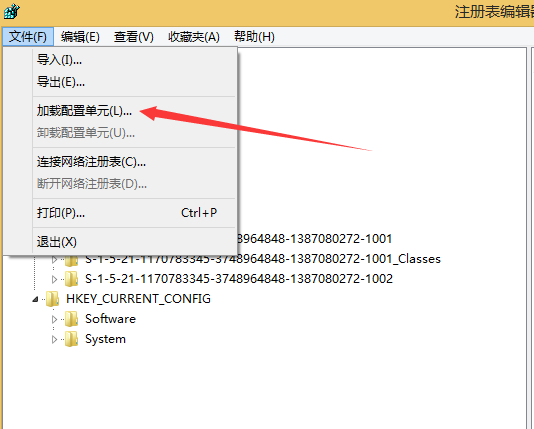 注册表编辑
文件(F) 编辑(E) 查看(V) 收藏夹(A) 帮助(H)
导入(I)...
导出(E)...
加载配置单元(L)...
卸载配置单元(U)...
连接网络注册表(C)...
断开网络注册表(D)...
打印(P)... Ctrl+P
退出(X)
48964848-1387080272-1001
S-1-5-21-1170783345-3748964848-1387080272-1001_Classes
S-1-5-21-1170783345-3748964848-1387080272-1002
HKEY_CURRENT_CONFIG
Software
System